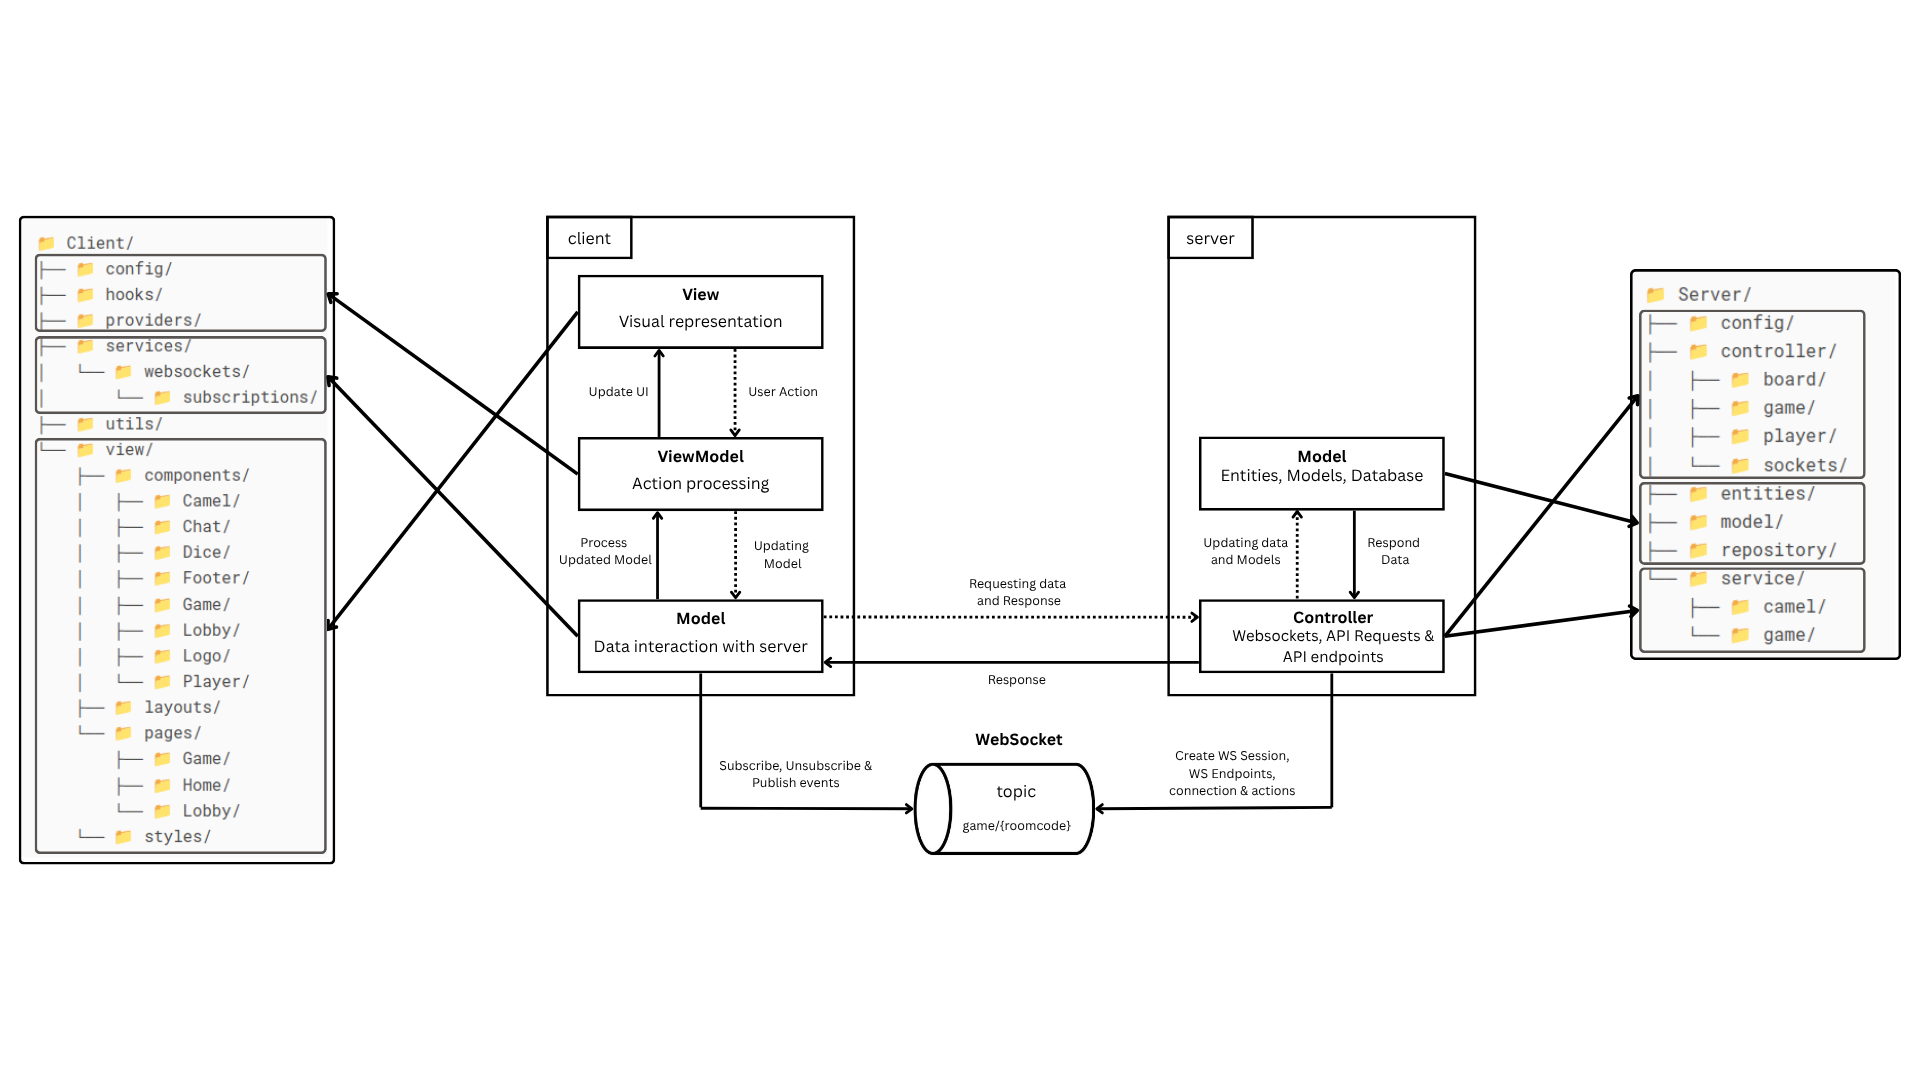 Client/
├── config/
├── hooks/
├── providers/
├── services/
│   └── websockets/
│       └── subscriptions/
├── utils/
└── view/
    ├── components/
    │   ├── Camel/
    │   ├── Chat/
    │   ├── Dice/
    │   ├── Footer/
    │   ├── Game/
    │   ├── Lobby/
    │   ├── Logo/
    │   └── Player/
    ├── layouts/
    └── pages/
        ├── Game/
        ├── Home/
        └── Lobby/
    └── styles/
client
View
Visual representation
Update UI
User Action
ViewModel
Action processing
Process
Updated Model
Updating
Model
Model
Data interaction with server
Requesting data
and Response
Response
server
Model
Entities, Models, Database
Updating data
and Models
Respond
Data
Controller
Websockets, API Requests &
API endpoints
WebSocket
Subscribe, Unsubscribe &
Publish events
topic
game/{roomcode}
Create WS Session,
WS Endpoints,
connection & actions
Server/
├── config/
├── controller/
│   ├── board/
│   ├── game/
│   ├── player/
│   └── sockets/
├── entities/
├── model/
├── repository/
└── service/
    ├── camel/
    └── game/